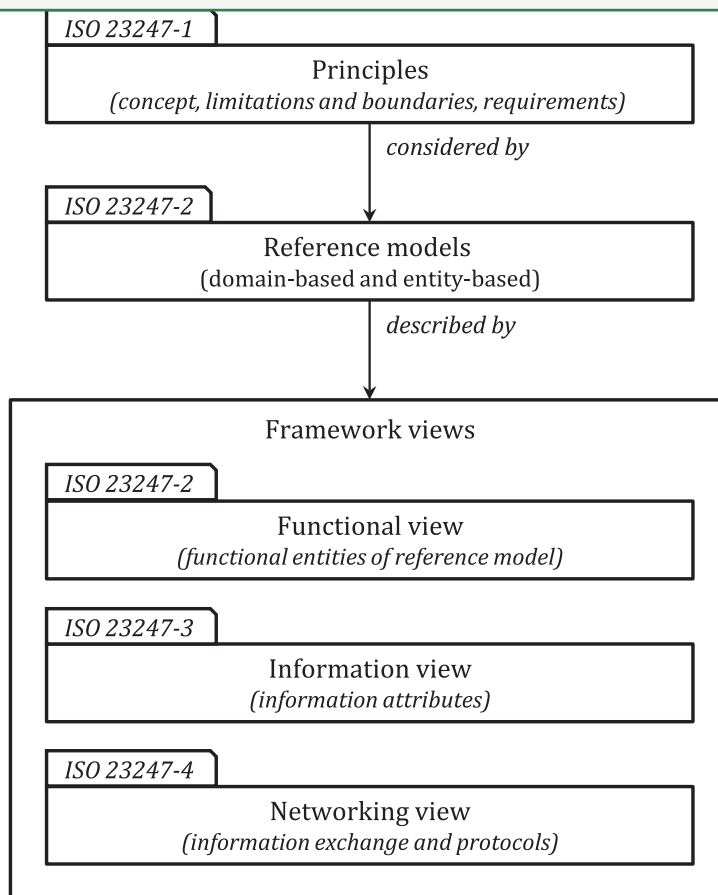 ISO 23247-1
Principles
(concept, limitations and boundaries, requirements)
considered by
ISO 23247-2
Reference models
(domain-based and entity-based)
described by
Framework views
ISO 23247-2
Functional view
(functional entities of reference model)
ISO 23247-3
Information view
(information attributes)
ISO 23247-4
Networking view
(information exchange and protocols)